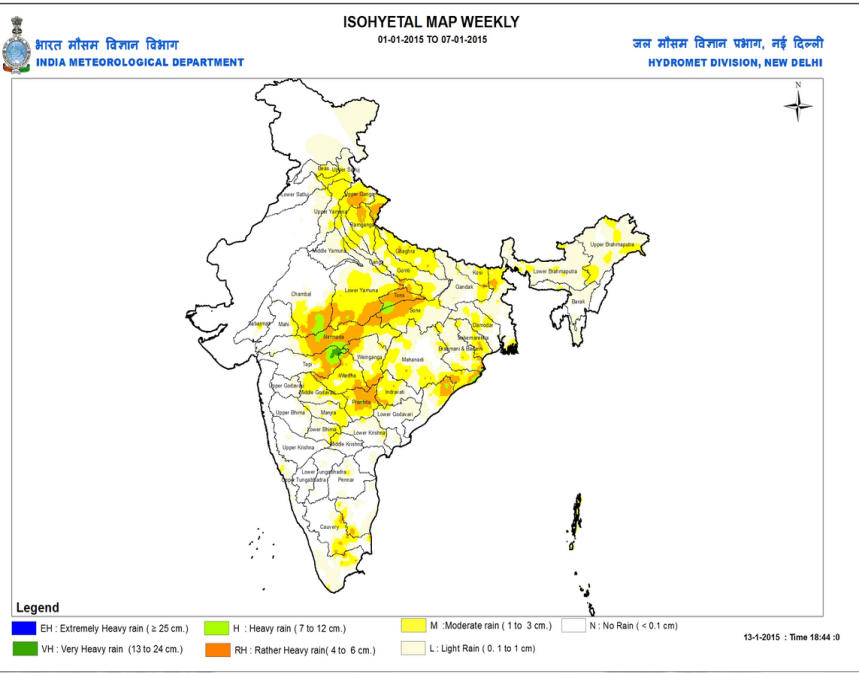 ISOHYETAL MAP WEEKLY
01-01-2015 TO 07-01-2015
भारत मौसम विज्ञान विभाग
INDIA METEOROLOGICAL DEPARTMENT
जल मौसम विज्ञान प्रभाग, नई दिल्ली
HYDROMET DIVISION, NEW DELHI
N
Beas Upper Satluj
Lower Satluj
Upper Ganga
Upper Yamuna
Ramganga
Middle Yamuna
Ghaghra
Ganga
Gomti
Kosi
Gandak
Upper Brahmaputra
Lower Brahmaputra
Barak
Chambal
Lower Yamuna
Tons
Sone
Sabarmati
Mahi
Narmada
Damodar
Subarnarekha
Brahmani & Baitarni
Wainganga
Mahanadi
Tapi
Wardha
Upper Godavari
Middle Godavari
Indravati
Pranhita
Upper Bhima
Manjra
Lower Godavari
Lower Bhima
Lower Krishna
Upper Krishna
Middle Krishna
Lower Tungabhadra
Upper Tungabhadra
Pennar
Cauvery
Legend
EH : Extremely Heavy rain ( ≥ 25 cm.)
H : Heavy rain ( 7 to 12 cm.)
M :Moderate rain ( 1 to 3 cm.)
N : No Rain ( < 0.1 cm)
VH : Very Heavy rain (13 to 24 cm.)
RH : Rather Heavy rain( 4 to 6 cm.)
L : Light Rain ( 0. 1 to 1 cm)
13-1-2015 : Time 18:44 :0